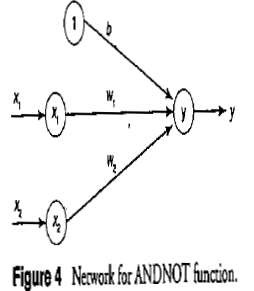 1
b
x₁ X₁ w₁ y y
w₂
x₂ X₂
Figure 4 Network for ANDNOT function.